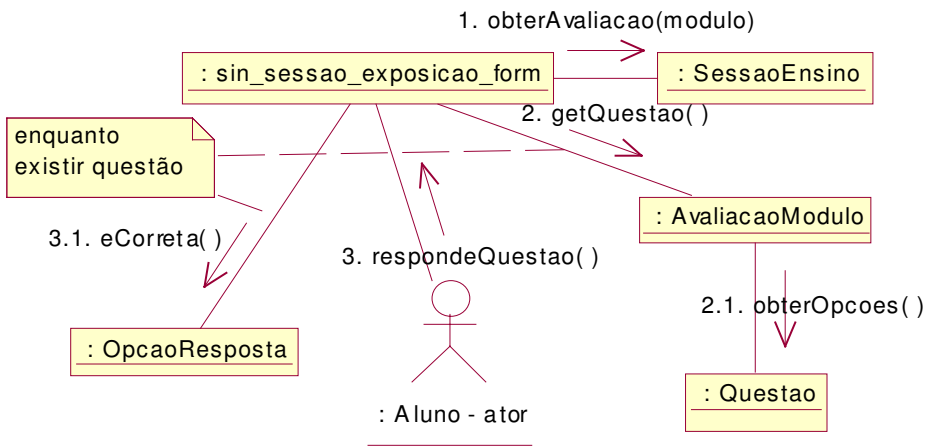 1. obterAvaliacao(modulo)
: sin_sessao_exposicao_form
: SessaoEnsino
2. getQuestao( )
enquanto
existir questão
: AvaliacaoModulo
3.1. eCorreta( )
3. respondeQuestao( )
2.1. obterOpcoes( )
: OpcaoResposta
: Questao
: Aluno - ator